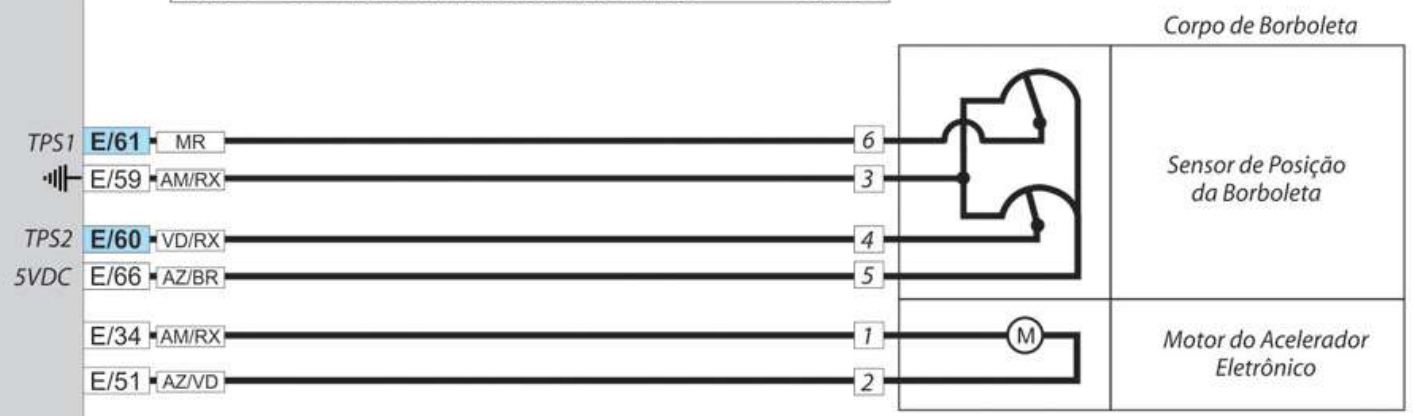 Corpo de Borboleta
TPS1 E/61 MR 6
E/59 AM/RX 3
Sensor de Posição
da Borboleta
TPS2 E/60 VD/RX 4
5VDC E/66 AZ/BR 5
E/34 AM/RX 1 M
Motor do Acelerador
Eletrônico
E/51 AZ/VD 2